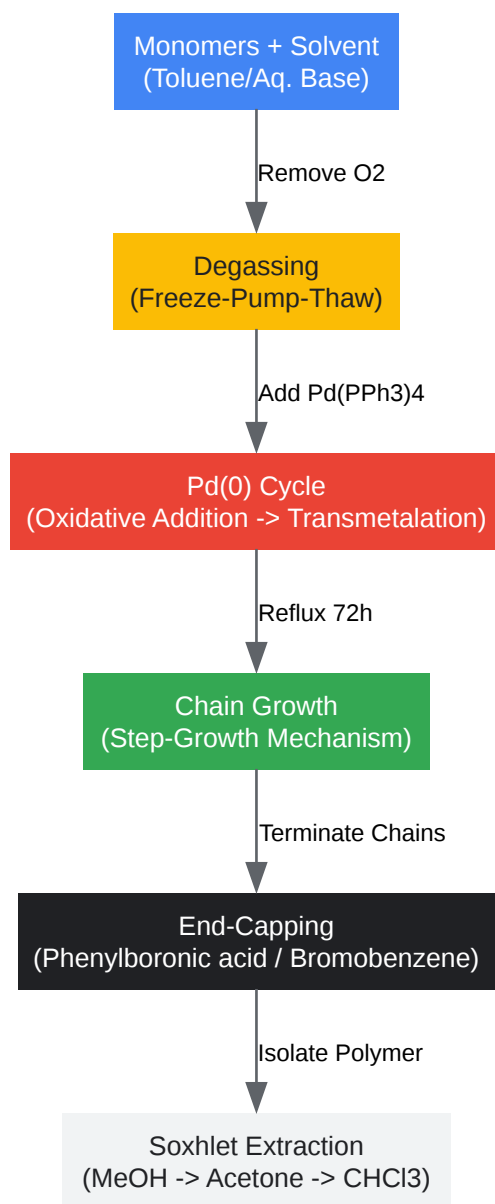 Monomers + Solvent
(Toluene/Aq. Base)
Remove O2
Degassing
(Freeze-Pump-Thaw)
Add Pd(PPh3)4
Pd(0) Cycle
(Oxidative Addition -> Transmetalation)
Reflux 72h
Chain Growth
(Step-Growth Mechanism)
Terminate Chains
End-Capping
(Phenylboronic acid / Bromobenzene)
Isolate Polymer
Soxhlet Extraction
(MeOH -> Acetone -> CHCl3)